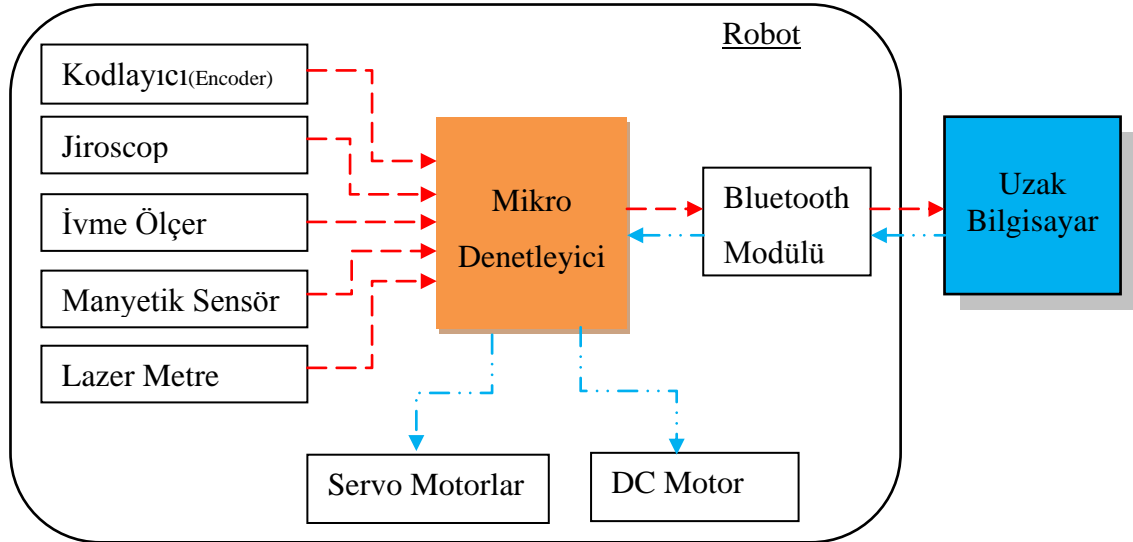 Robot
Kodlayıcı(Encoder)
Jiroscop
İvme Ölçer
Manyetik Sensör
Lazer Metre
Mikro
Denetleyici
Bluetooth
Modülü
Uzak
Bilgisayar
Servo Motorlar
DC Motor